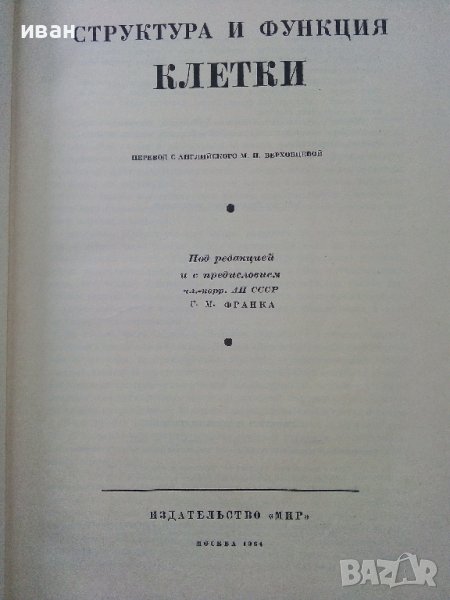 иван
СТРУКТУРА И ФУНКЦИЯ
КЛЕТКИ
ПЕРЕВОД С АНГЛИЙСКОГО М. Н. ВЕРХОВЦЕВОЙ
Под редакцией
и с предисловием
чл.-корр. АН СССР
Г. М. ФРАНКА
ИЗДАТЕЛЬСТВО «МИР»
МОСКВА 1964
BAZAR